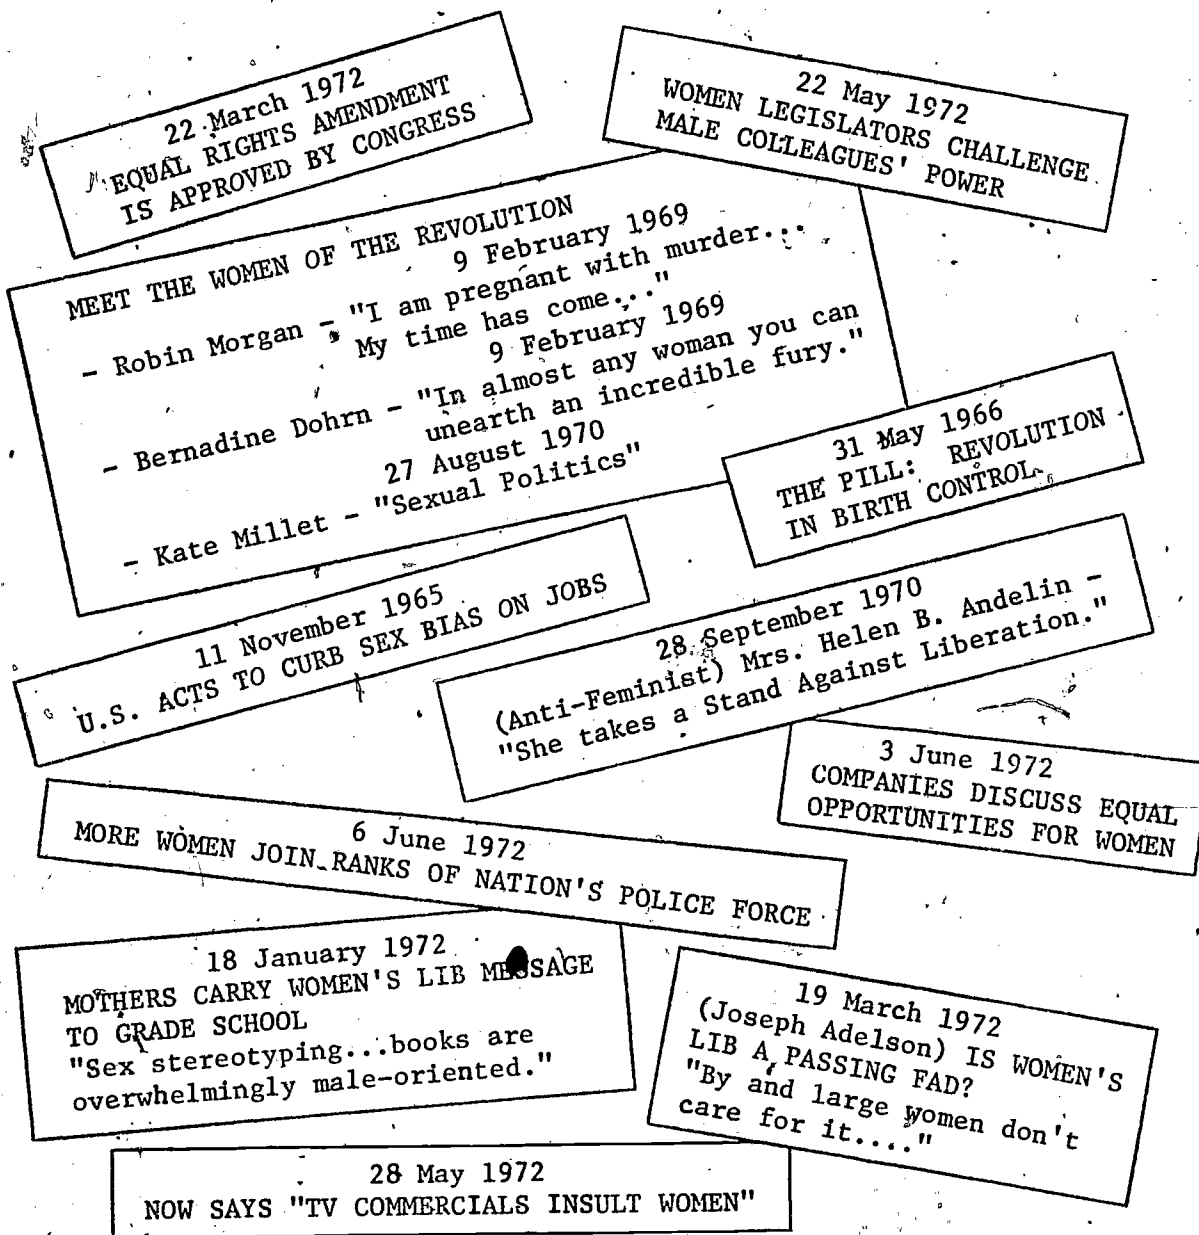 22 March 1972
EQUAL RIGHTS AMENDMENT
IS APPROVED BY CONGRESS
22 May 1972
WOMEN LEGISLATORS CHALLENGE
MALE COLLEAGUES' POWER
MEET THE WOMEN OF THE REVOLUTION
9 February 1969
- Robin Morgan - "I am pregnant with murder...
My time has come..."
9 February 1969
- Bernadine Dohrn - "In almost any woman you can
unearth an incredible fury."
27 August 1970
- Kate Millet - "Sexual Politics"
31 May 1966
THE PILL: REVOLUTION
IN BIRTH CONTROL
11 November 1965
U.S. ACTS TO CURB SEX BIAS ON JOBS
28 September 1970
(Anti-Feminist) Mrs. Helen B. Andelin -
"She takes a Stand Against Liberation."
3 June 1972
COMPANIES DISCUSS EQUAL
OPPORTUNITIES FOR WOMEN
6 June 1972
MORE WOMEN JOIN RANKS OF NATION'S POLICE FORCE
18 January 1972
MOTHERS CARRY WOMEN'S LIB MESSAGE
TO GRADE SCHOOL
"Sex stereotyping...books are
overwhelmingly male-oriented."
19 March 1972
(Joseph Adelson) IS WOMEN'S
LIB A PASSING FAD?
"By and large women don't
care for it...."
28 May 1972
NOW SAYS "TV COMMERCIALS INSULT WOMEN"